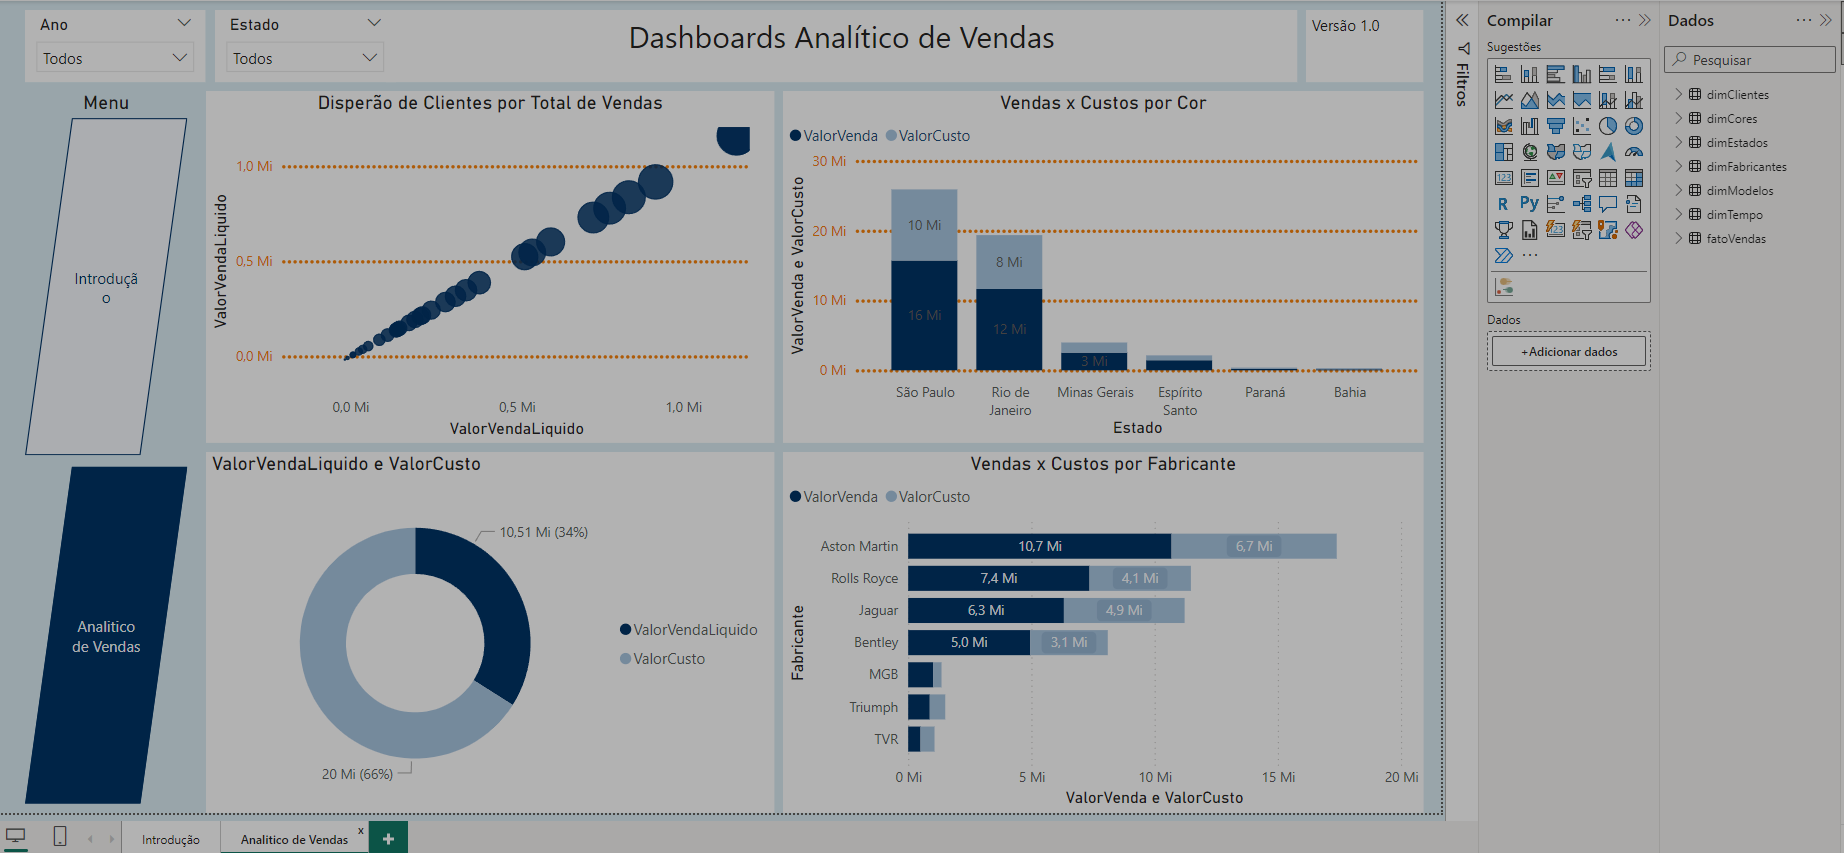 Ano
Todos
Estado
Todos
Dashboards Analítico de Vendas
Versão 1.0
Menu
Introduçã
o
Analitico
de Vendas
Disperão de Clientes por Total de Vendas
ValorVendaLiquido
1,0 Mi
0,5 Mi
0,0 Mi
0,0 Mi
0,5 Mi
1,0 Mi
ValorVendaLiquido
Vendas x Custos por Cor
ValorVenda
ValorCusto
ValorVenda e ValorCusto
30 Mi
20 Mi
10 Mi
0 Mi
10 Mi
16 Mi
8 Mi
12 Mi
3 Mi
São Paulo
Rio de
Janeiro
Minas Gerais
Espírito
Santo
Paraná
Bahia
Estado
ValorVendaLiquido e ValorCusto
10,51 Mi (34%)
20 Mi (66%)
ValorVendaLiquido
ValorCusto
Vendas x Custos por Fabricante
ValorVenda
ValorCusto
Fabricante
Aston Martin
10,7 Mi
6,7 Mi
Rolls Royce
7,4 Mi
4,1 Mi
Jaguar
6,3 Mi
4,9 Mi
Bentley
5,0 Mi
3,1 Mi
MGB
Triumph
TVR
0 Mi
5 Mi
10 Mi
15 Mi
20 Mi
ValorVenda e ValorCusto
Introdução
Analitico de Vendas
x
+
Filtros
Compilar
...
Sugestões
123
R
Py
123
...
Dados
+Adicionar dados
Dados
...
Pesquisar
dimClientes
dimCores
dimEstados
dimFabricantes
dimModelos
dimTempo
fatoVendas